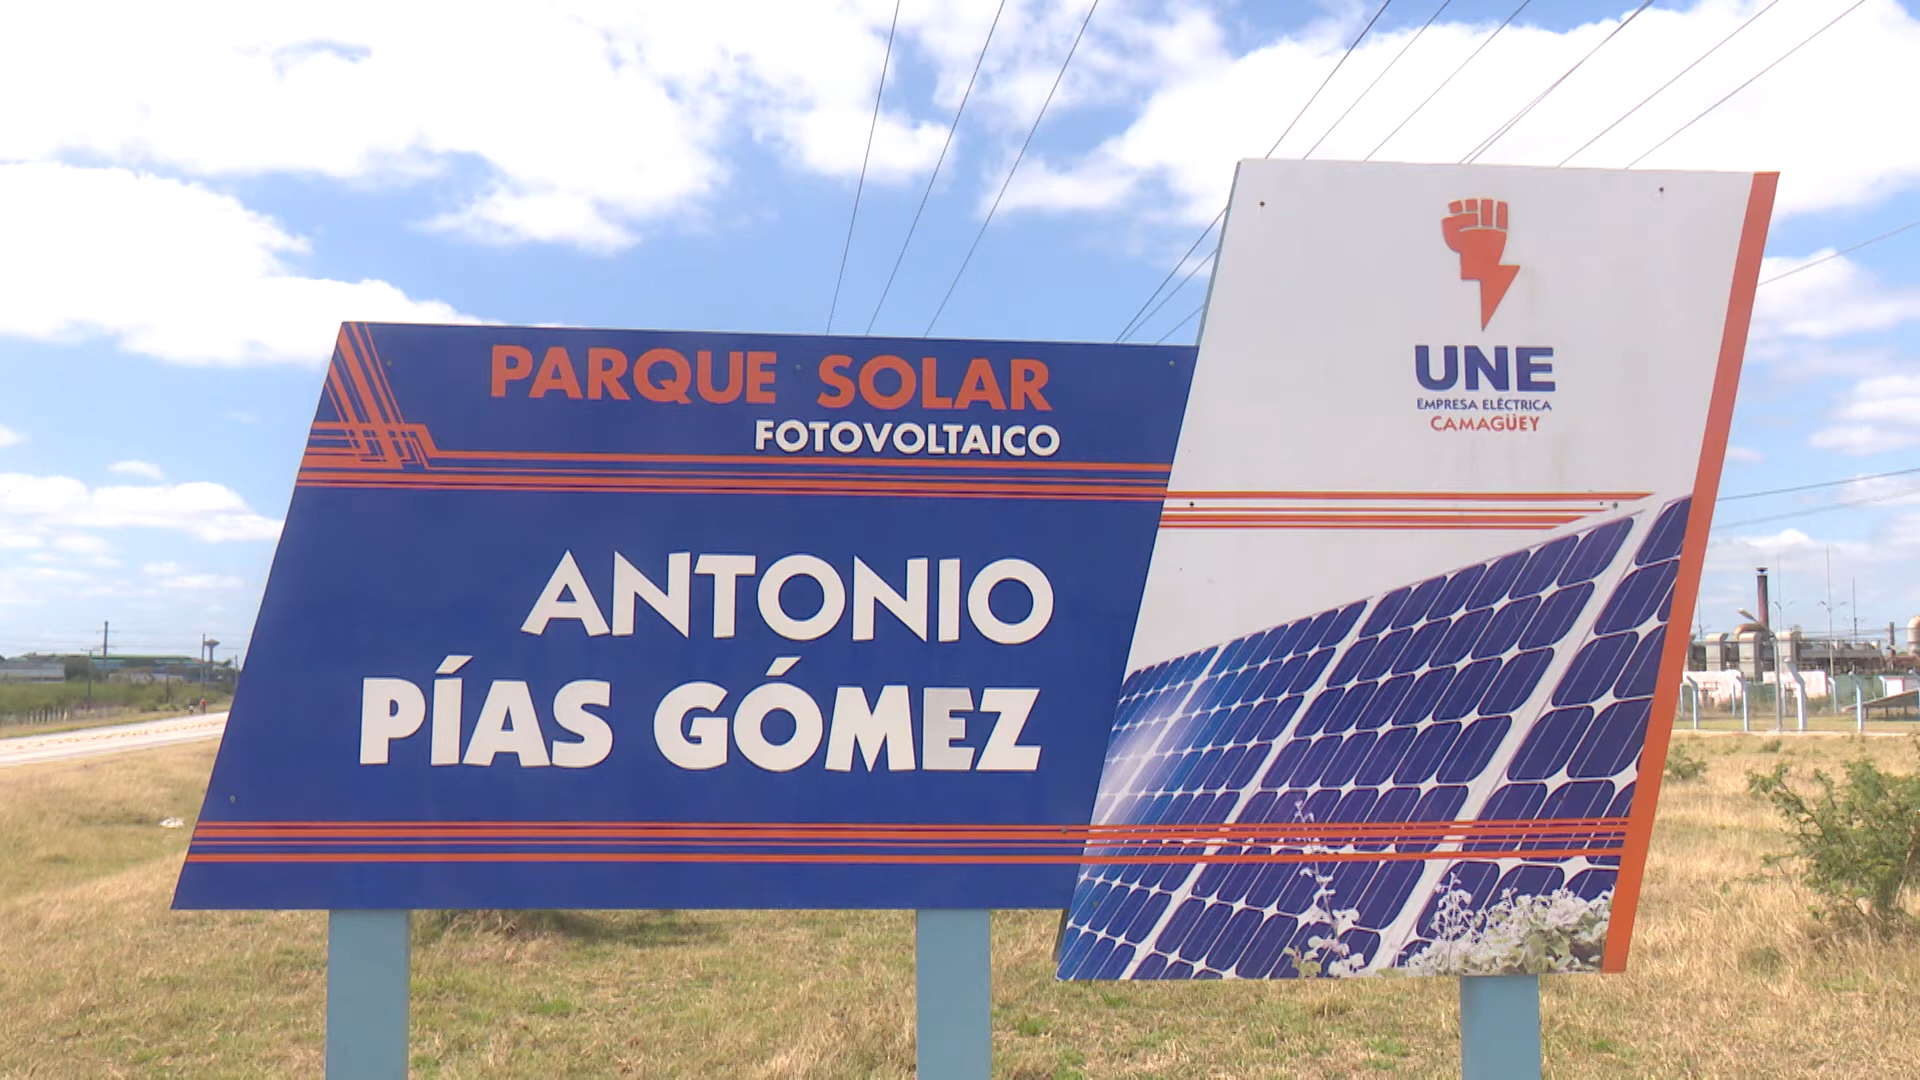 PARQUE SOLAR
FOTOVOLTAICO
ANTONIO
PÍAS GÓMEZ
UNE
EMPRESA ELÉCTRICA
CAMAGÜEY